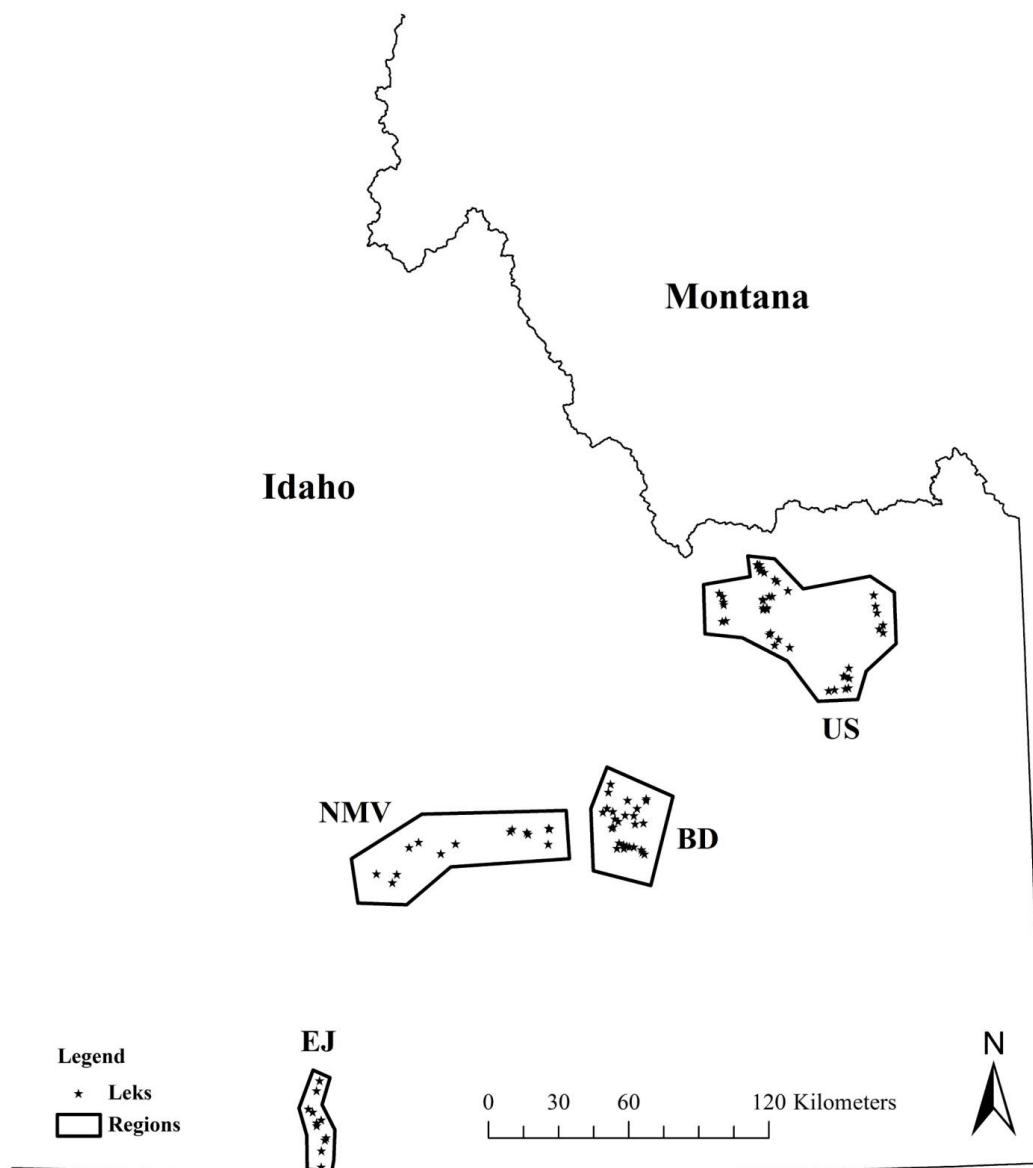 Montana
Idaho
US
NMV
BD
EJ
N
Legend
Leks
Regions
0 30 60 120 Kilometers